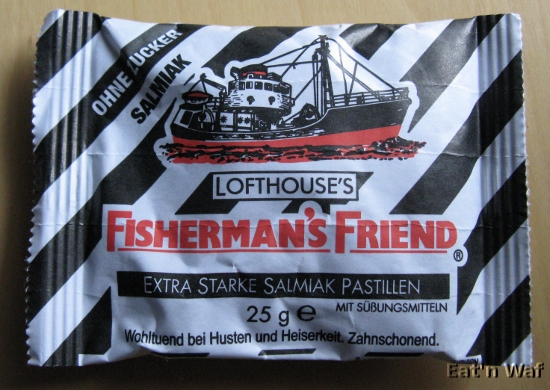 OHNE ZUCKER
SALMIAK
LOFTHOUSE'S
FISHERMAN'S FRIEND®
EXTRA STARKE SALMIAK PASTILLEN
MIT SÜßUNGSMITTELN
25 g e
Wohltuend bei Husten und Heiserkeit. Zahnschonend.
Eat'n Waf